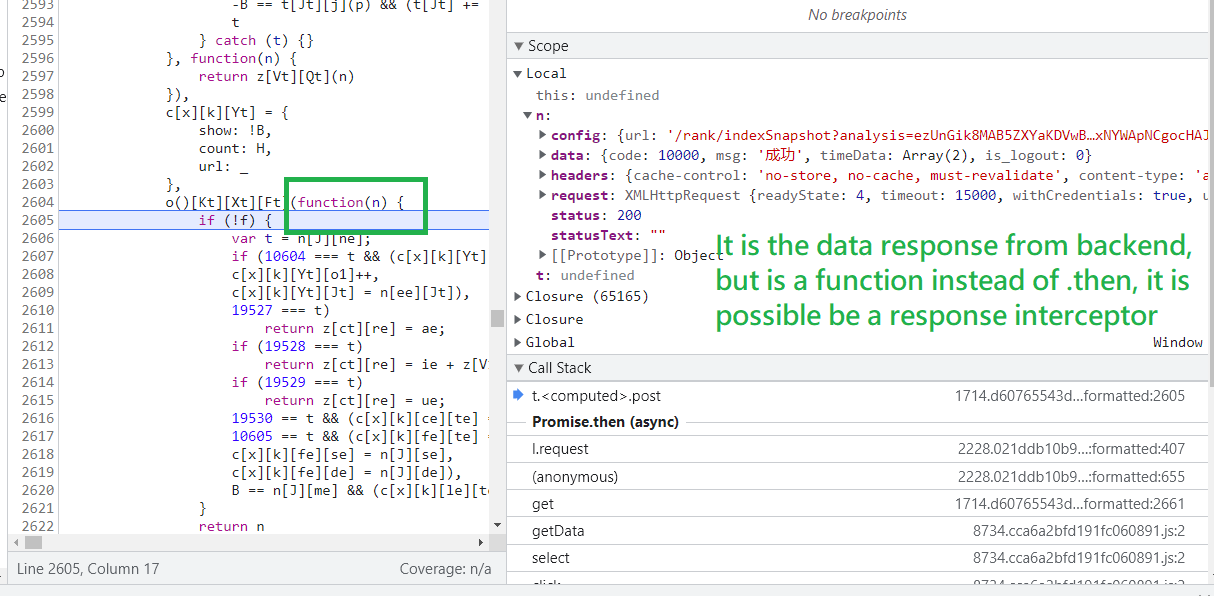 2593 -B == t[Jt][j](p) && (t[Jt] +=
2594 t
2595 } catch (t) {}
2596 }, function(n) {
2597 return z[Vt][Qt](n)
2598 }),
2599 c[x][k][Yt] = {
2600 show: !B,
2601 count: H,
2602 url: _
2603 },
2604 o()[Kt][Xt][Ft](function(n) {
2605 if (!f) {
2606 var t = n[J][ne];
2607 if (10604 === t && (c[x][k][Yt]
2608 c[x][k][Yt][o1]++,
2609 c[x][k][Yt][Jt] = n[ee][Jt]),
2610 19527 === t)
2611 return z[ct][re] = ae;
2612 if (19528 === t)
2613 return z[ct][re] = ie + z[V
2614 if (19529 === t)
2615 return z[ct][re] = ue;
2616 19530 == t && (c[x][k][ce][te] =
2617 10605 == t && (c[x][k][fe][te] =
2618 c[x][k][fe][se] = n[J][se],
2619 c[x][k][fe][de] = n[J][de]),
2620 B == n[J][me] && (c[x][k][le][te
2621 }
2622 return n
Line 2605, Column 17
Coverage: n/a
No breakpoints
Scope
Local
this: undefined
n:
config: {url: '/rank/indexSnapshot?analysis=ezUnGik8MAB5ZXYaKDVwB…xNYWApNCgocHAJ
data: {code: 10000, msg: '成功', timeData: Array(2), is_logout: 0}
headers: {cache-control: 'no-store, no-cache, must-revalidate', content-type: 'a
request: XMLHttpRequest {readyState: 4, timeout: 15000, withCredentials: true, u
status: 200
statusText: ""
[[Prototype]]: Object
t: undefined
Closure (65165)
Closure
Global Window
It is the data response from backend,
but is a function instead of .then, it is
possible be a response interceptor
Call Stack
t.<computed>.post 1714.d60765543d…formatted:2605
Promise.then (async)
l.request 2228.021ddb10b9…:formatted:407
(anonymous) 2228.021ddb10b9…:formatted:655
get 1714.d60765543d…formatted:2661
getData 8734.cca6a2bfd191fc060891.js:2
select 8734.cca6a2bfd191fc060891.js:2